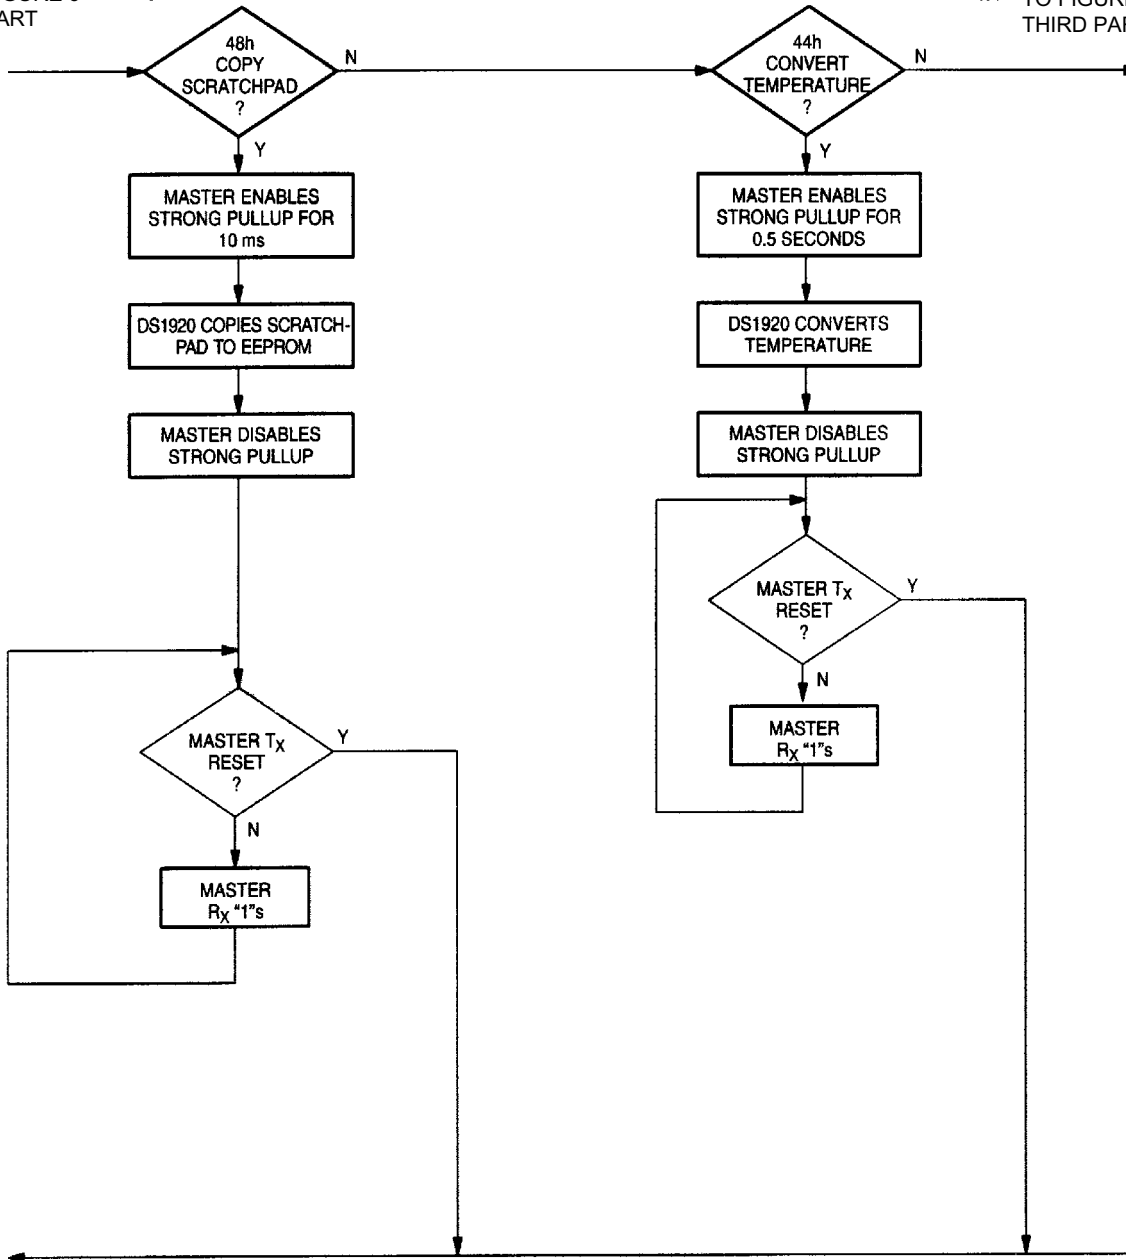 ART
TO FIGURE
THIRD PAR
48h
COPY
SCRATCHPAD
?
N
Y
MASTER ENABLES
STRONG PULLUP FOR
10 ms
DS1920 COPIES SCRATCH-
PAD TO EEPROM
MASTER DISABLES
STRONG PULLUP
MASTER TX
RESET
?
Y
N
MASTER
RX "1"s
44h
CONVERT
TEMPERATURE
?
N
Y
MASTER ENABLES
STRONG PULLUP FOR
0.5 SECONDS
DS1920 CONVERTS
TEMPERATURE
MASTER DISABLES
STRONG PULLUP
MASTER TX
RESET
?
Y
N
MASTER
RX "1"s